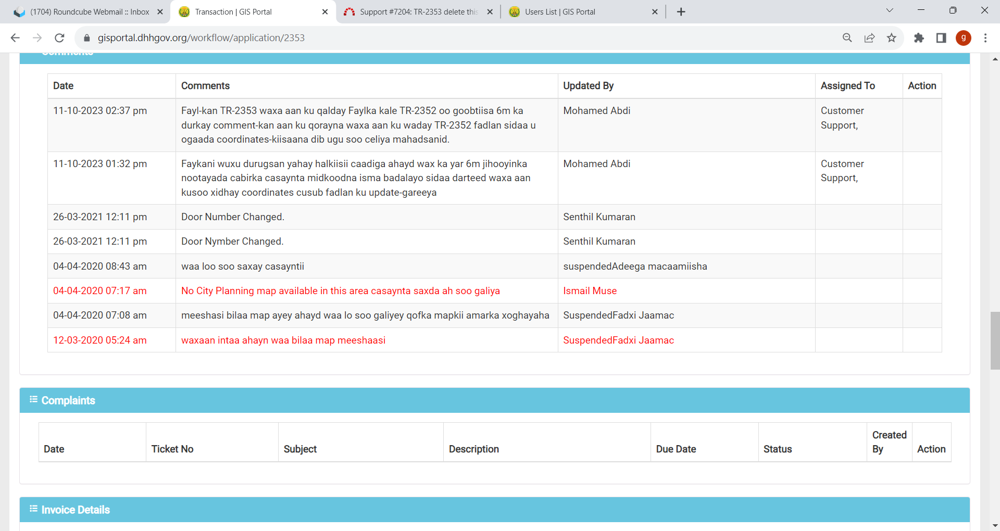 (1704) Roundcube Webmail :: Inbox
Transaction | GIS Portal
Support #7204: TR-2353 delete this
Users List | GIS Portal
gisportal.dhhgov.org/workflow/application/2353
g
Comments
Date Comments Updated By Assigned To Action
11-10-2023 02:37 pm Fayl-kan TR-2353 waxa aan ku qalday Faylka kale TR-2352 oo goobtiisa 6m ka Mohamed Abdi Customer
durkay comment-kan aan ku qorayna waxa aan ku waday TR-2352 fadlan sidaa u Support,
ogaada coordinates-kiisaana dib ugu soo celiya mahadsanid.
11-10-2023 01:32 pm Faykani wuxu durugsan yahay halkiisii caadiga ahayd wax ka yar 6m jihooyinka Mohamed Abdi Customer
nootayada cabirka casaynta midkoodna isma badalayo sidaa darteed waxa aan Support,
kusoo xidhay coordinates cusub fadlan ku update-gareeya
26-03-2021 12:11 pm Door Number Changed. Senthil Kumaran
26-03-2021 12:11 pm Door Nymber Changed. Senthil Kumaran
04-04-2020 08:43 am waa loo soo saxay casayntii suspendedAdeega macaamiisha
04-04-2020 07:17 am No City Planning map available in this area casaynta saxda ah soo galiya Ismail Muse
04-04-2020 07:08 am meeshasi bilaa map ayey ahayd waa lo soo galiyey qofka mapkii amarka xoghayaha SuspendedFadxi Jaamac
12-03-2020 05:24 am waxaan intaa ahayn waa bilaa map meeshaasi SuspendedFadxi Jaamac
Complaints
Date Ticket No Subject Description Due Date Status Created By Action
Invoice Details